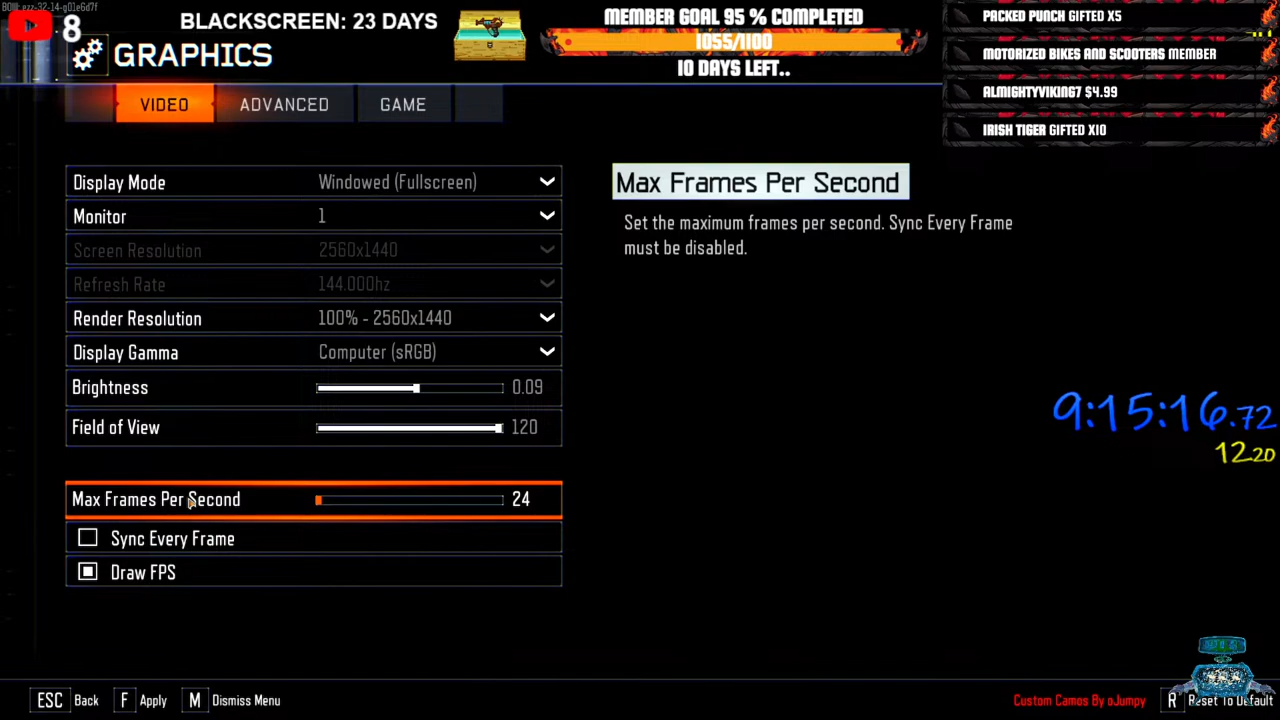 BOIII: ezz-32-14-g01e6d7f
8
BLACKSCREEN: 23 DAYS
MEMBER GOAL 95 % COMPLETED
1055/1100
10 DAYS LEFT..
PACKED PUNCH GIFTED X5
MOTORIZED BIKES AND SCOOTERS MEMBER
ALMIGHTYVIKING7 $4.99
IRISH TIGER GIFTED X10
GRAPHICS
VIDEO
ADVANCED
GAME
Display Mode Windowed (Fullscreen)
Monitor 1
Screen Resolution 2560x1440
Refresh Rate 144.000hz
Render Resolution 100% - 2560x1440
Display Gamma Computer (sRGB)
Brightness 0.09
Field of View 120
Max Frames Per Second 24
Sync Every Frame
Draw FPS
Max Frames Per Second
Set the maximum frames per second. Sync Every Frame
must be disabled.
9:15:16.72
12.20
ESC Back F Apply M Dismiss Menu
Custom Camos By oJumpy
R Reset To Default